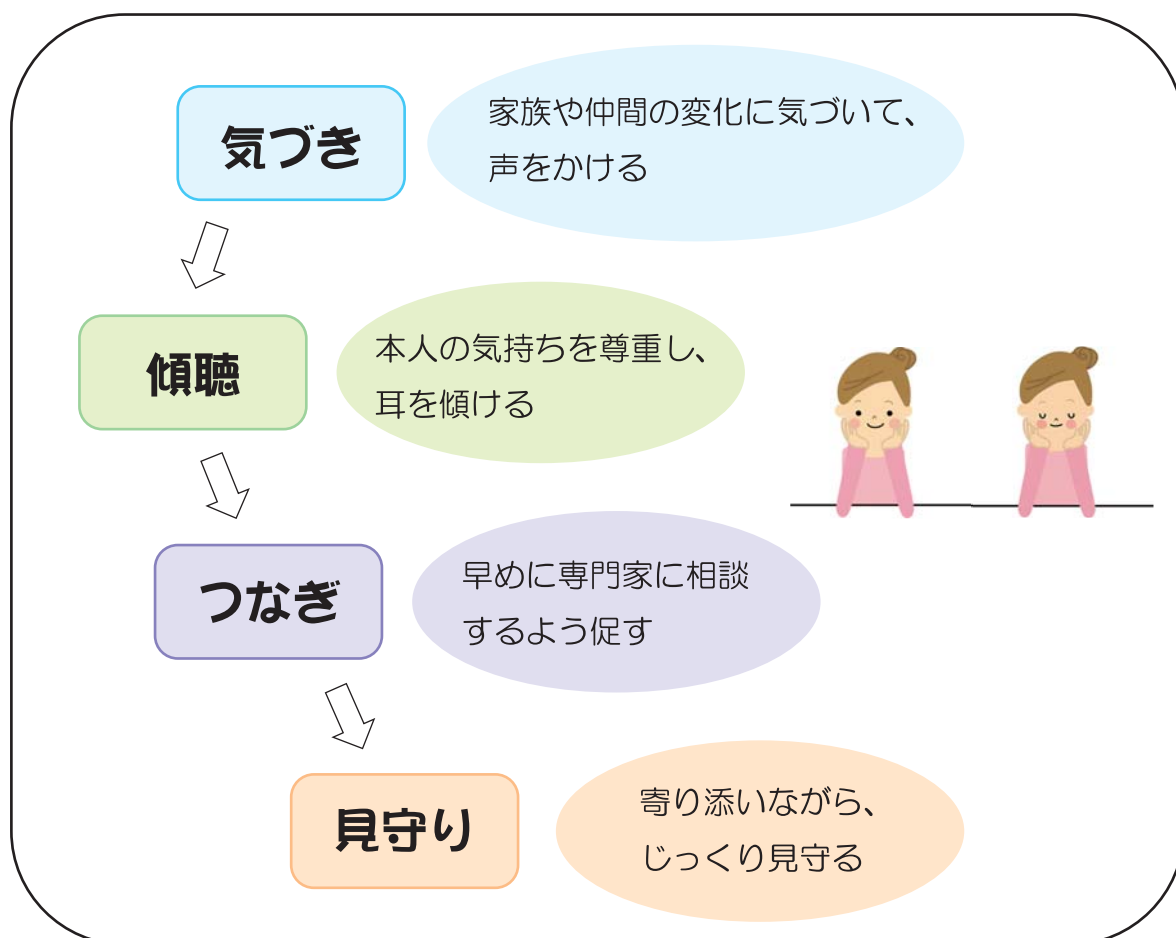 気づき
家族や仲間の変化に気づいて、
声をかける
傾聴
本人の気持ちを尊重し、
耳を傾ける
つなぎ
早めに専門家に相談
するよう促す
見守り
寄り添いながら、
じっくり見守る